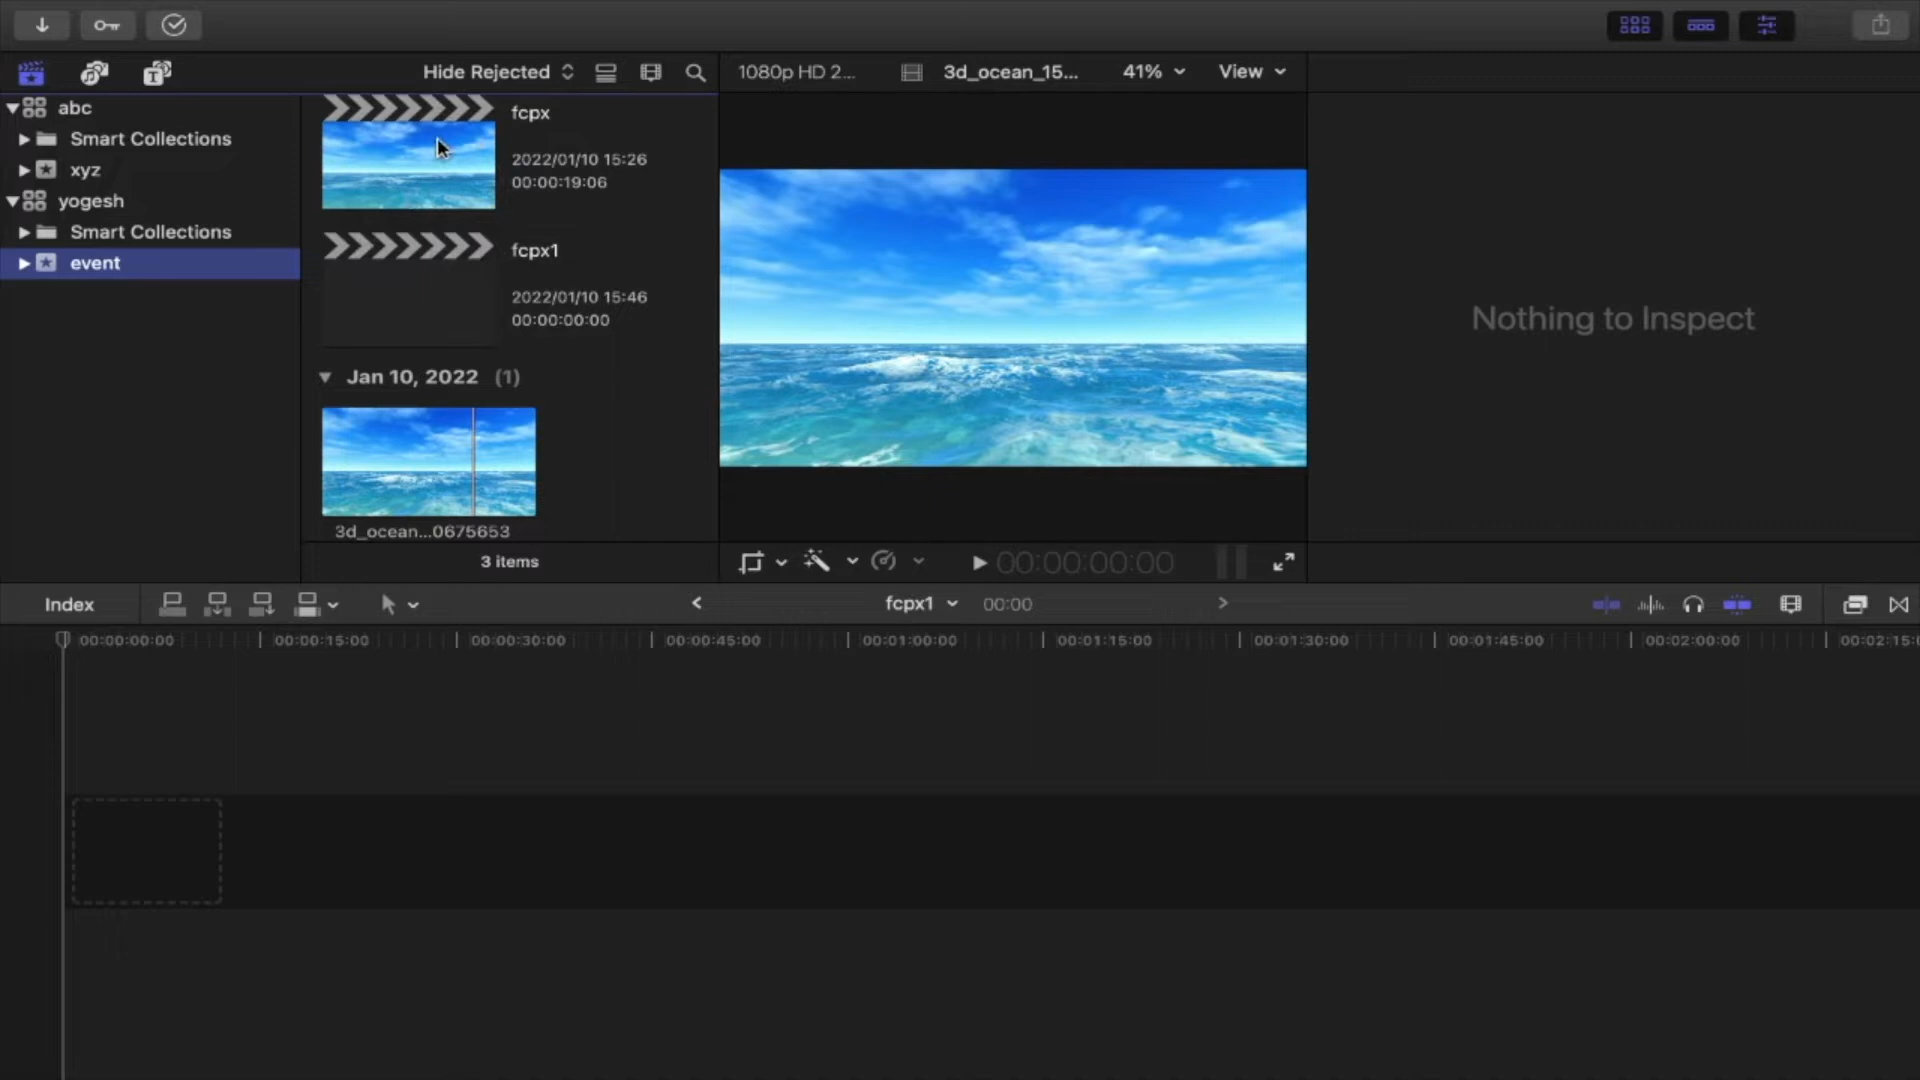 Hide Rejected
1080p HD 2...
3d_ocean_15...
41%
View
abc
Smart Collections
xyz
yogesh
Smart Collections
event
fcpx
2022/01/10 15:26
00:00:19:06
fcpx1
2022/01/10 15:46
00:00:00:00
Jan 10, 2022 (1)
3d_ocean...0675653
3 items
Nothing to Inspect
00:00:00:00
Index
fcpx1
00:00
00:00:00:00
00:00:15:00
00:00:30:00
00:00:45:00
00:01:00:00
00:01:15:00
00:01:30:00
00:01:45:00
00:02:00:00
00:02:15:0